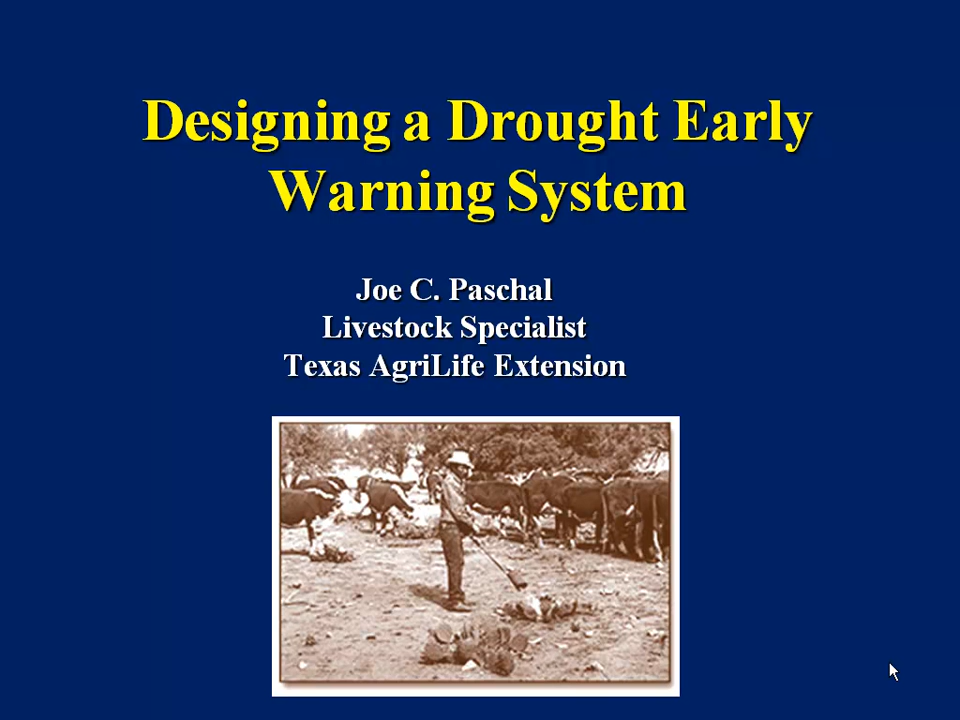 Designing a Drought Early
Warning System
Joe C. Paschal
Livestock Specialist
Texas AgriLife Extension